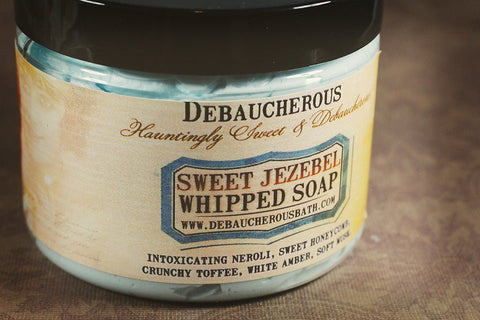 DEBAUCHEROUS
Hauntingly Sweet & Debaucherous
SWEET JEZEBEL
WHIPPED SOAP
WWW.DEBAUCHEROUSBATH.COM
INTOXICATING NEROLI, SWEET HONEYCOMB,
CRUNCHY TOFFEE, WHITE AMBER, SOFT MUSK